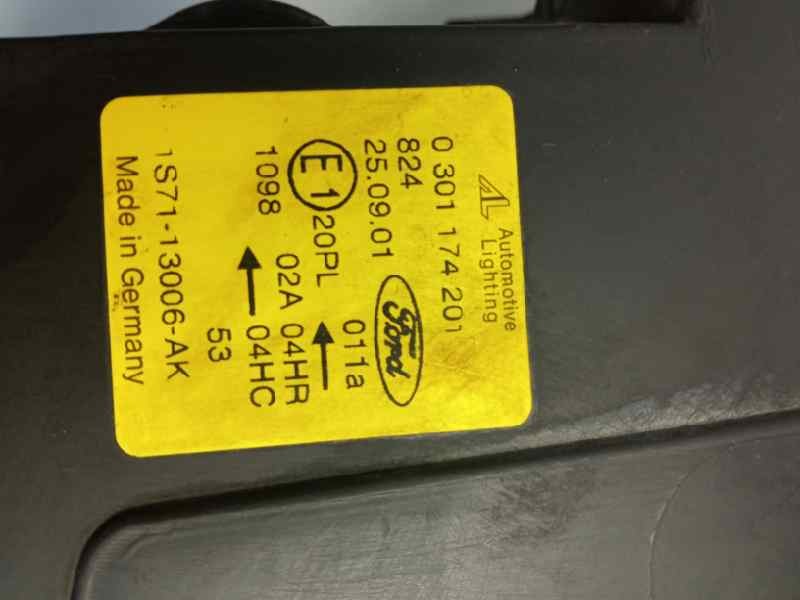 AL Automotive
Lighting
0 301 174 201
824
25.09.01
Ford
E1
20PL
011a
1098
02A 04HR
04HC
53
1S71-13006-AK
Made in Germany